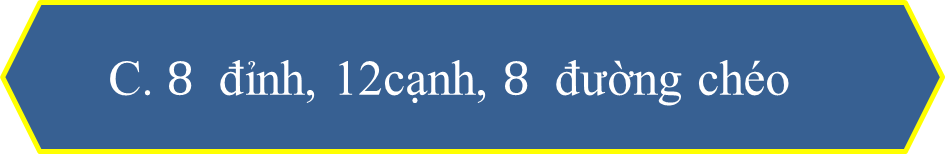 C. 8 đỉnh, 12cạnh, 8 đường chéo